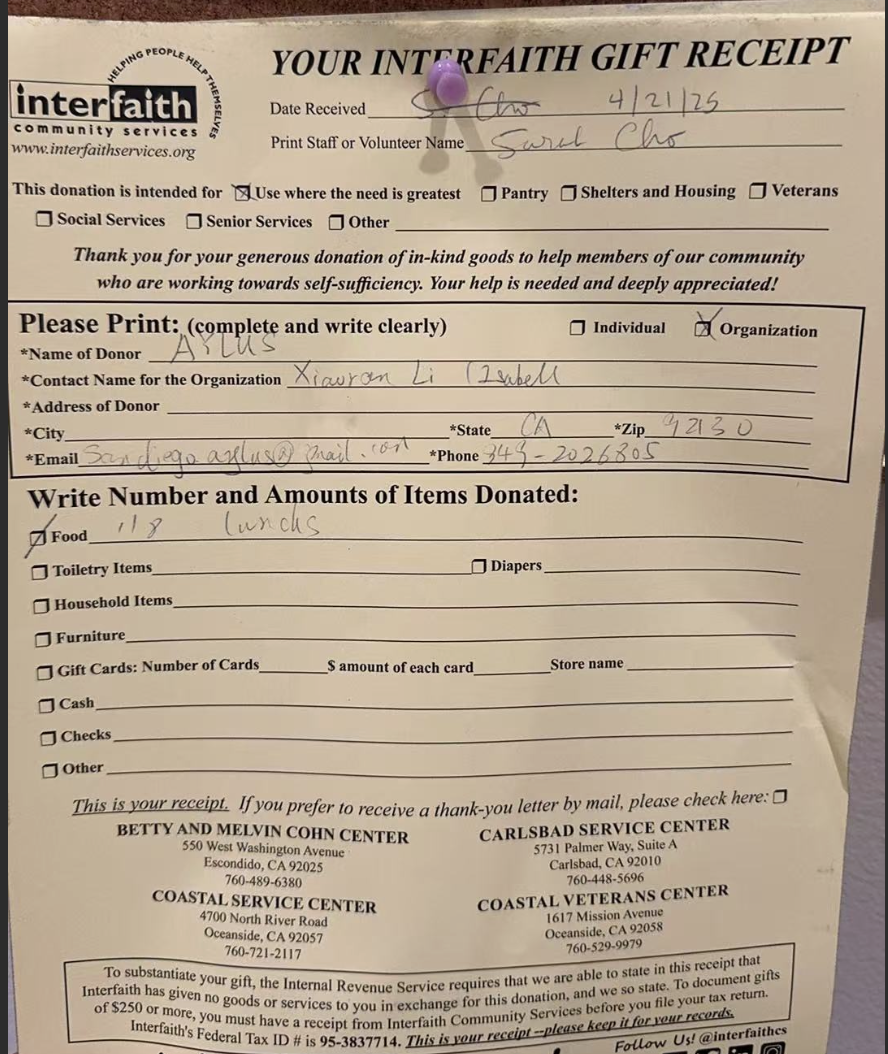 HELPING PEOPLE HELP THEMSELVES
interfaith
community services
www.interfaithservices.org
YOUR INTERFAITH GIFT RECEIPT
Date Received S. Cho 4/21/25
Print Staff or Volunteer Name Sarah Cho
This donation is intended for Use where the need is greatest Pantry Shelters and Housing Veterans
Social Services Senior Services Other
Thank you for your generous donation of in-kind goods to help members of our community
who are working towards self-sufficiency. Your help is needed and deeply appreciated!
Please Print: (complete and write clearly) Individual Organization
*Name of Donor AYLUS
*Contact Name for the Organization Li (Isabell
*Address of Donor
*City *State CA *Zip 92130
*Email Sandiego aylus@gmail.com *Phone 949-2026805
Write Number and Amounts of Items Donated:
Food 118 lunchs
Toiletry Items Diapers
Household Items
Furniture
Gift Cards: Number of Cards $ amount of each card Store name
Cash
Checks
Other
This is your receipt. If you prefer to receive a thank-you letter by mail, please check here:
BETTY AND MELVIN COHN CENTER
550 West Washington Avenue
Escondido, CA 92025
760-489-6380
CARLSBAD SERVICE CENTER
5731 Palmer Way, Suite A
Carlsbad, CA 92010
760-448-5696
COASTAL SERVICE CENTER
4700 North River Road
Oceanside, CA 92057
760-721-2117
COASTAL VETERANS CENTER
1617 Mission Avenue
Oceanside, CA 92058
760-529-9979
To substantiate your gift, the Internal Revenue Service requires that we are able to state in this receipt that
Interfaith has given no goods or services to you in exchange for this donation, and we so state. To document gifts
of $250 or more, you must have a receipt from Interfaith Community Services before you file your tax return.
Interfaith's Federal Tax ID # is 95-3837714. This is your receipt --please keep it for your records.
Follow Us! @interfaithcs